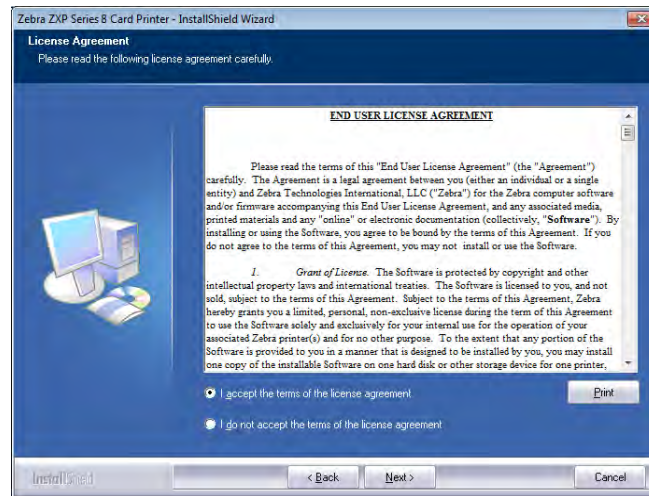 Zebra ZXP Series 8 Card Printer - InstallShield Wizard
License Agreement
Please read the following license agreement carefully.
END USER LICENSE AGREEMENT
Please read the terms of this "End User License Agreement" (the "Agreement")
carefully. The Agreement is a legal agreement between you (either an individual or a single
entity) and Zebra Technologies International, LLC ("Zebra") for the Zebra computer software
and/or firmware accompanying this End User License Agreement, and any associated media,
printed materials and any "online" or electronic documentation (collectively, "Software"). By
installing or using the Software, you agree to be bound by the terms of this Agreement. If you
do not agree to the terms of this Agreement, you may not install or use the Software.
1. Grant of License. The Software is protected by copyright and other
intellectual property laws and international treaties. The Software is licensed to you, and not
sold, subject to the terms of this Agreement. Subject to the terms of this Agreement, Zebra
hereby grants you a limited, personal, non-exclusive license during the term of this Agreement
to use the Software solely and exclusively for your internal use for the operation of your
associated Zebra printer(s) and for no other purpose. To the extent that any portion of the
Software is provided to you in a manner that is designed to be installed by you, you may install
one copy of the installable Software on one hard disk or other storage device for one printer,
I accept the terms of the license agreement
Print
I do not accept the terms of the license agreement
InstallShield
< Back
Next >
Cancel